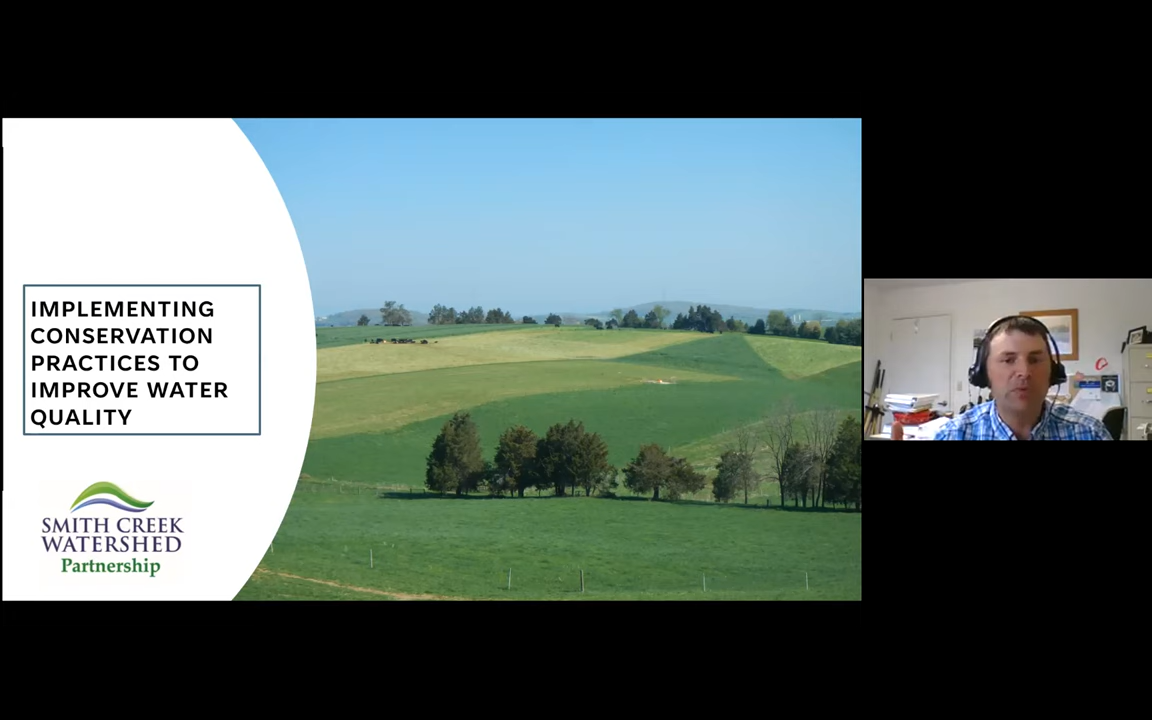 IMPLEMENTING
CONSERVATION
PRACTICES TO
IMPROVE WATER
QUALITY
SMITH CREEK
WATERSHED
Partnership